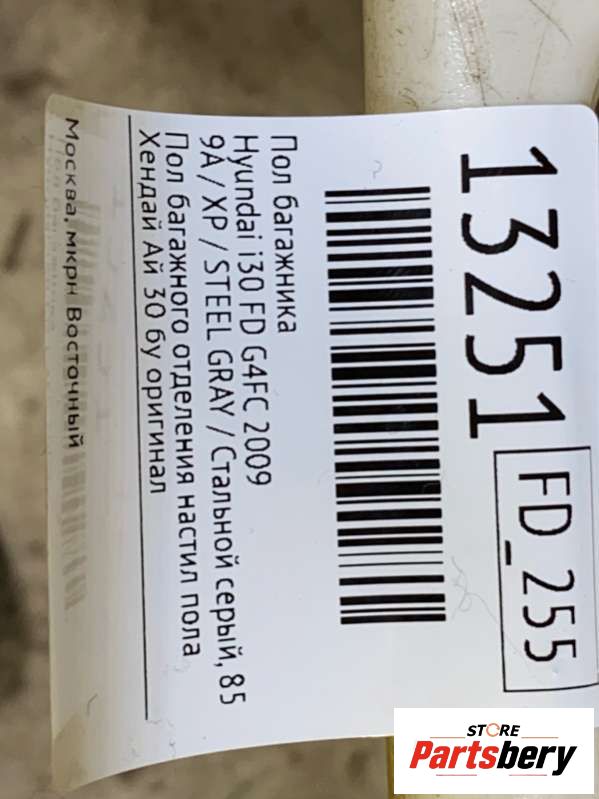 13251
FD_255
Пол багажника
Hyundai i30 FD G4FC 2009
9A / XP / STEEL GRAY / Стальной серый, 85
Пол багажного отделения настил пола
Хендай Ай 30 бу оригинал
Москва, мкрн Восточный
STORE
Partsbery